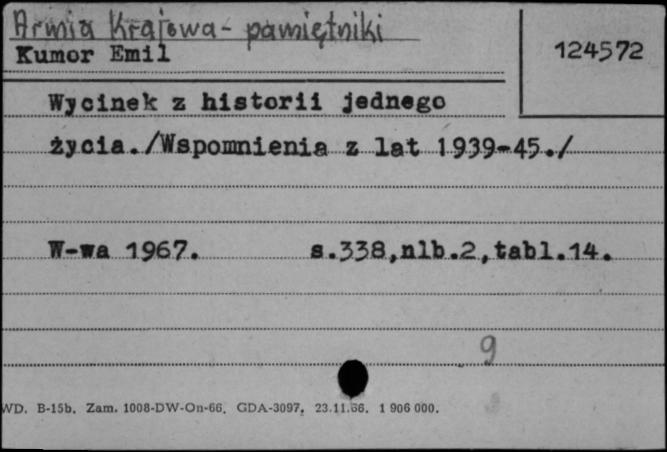 Armia Krajowa - pamiętniki
Kumor Emil
124572
Wycinek z historii jednego
życia./Wspomnienia z lat 1939-45./
W-wa 1967. s.338,nlb.2,tabl.14.
9
WD. B-15b. Zam. 1008-DW-On-66. GDA-3097. 23.11.66. 1 906 000.